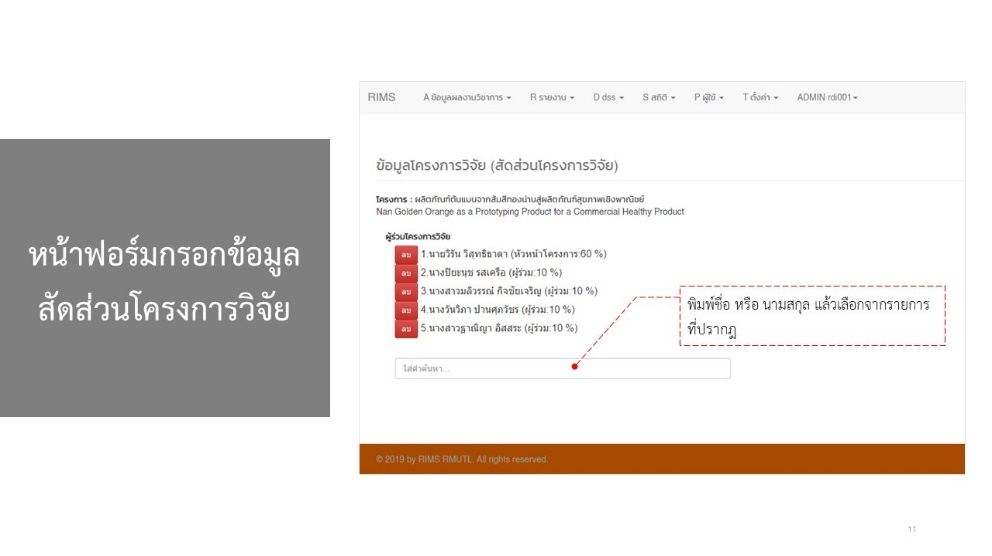 หน้าฟอร์มกรอกข้อมูล
สัดส่วนโครงการวิจัย
RIMS A ข้อมูลผลงานวิชาการ R รายงาน D dss S สถิติ P ผู้ใช้ T ตั้งค่า ADMIN rdi001
ข้อมูลโครงการวิจัย (สัดส่วนโครงการวิจัย)
โครงการ : ผลิตภัณฑ์ต้นแบบจากส้มสีทองน่านสู่ผลิตภัณฑ์สุขภาพเชิงพาณิชย์
Nan Golden Orange as a Prototyping Product for a Commercial Healthy Product
ผู้ร่วมโครงการวิจัย
ลบ 1.นายวีรัน วิสุทธิธาดา (หัวหน้าโครงการ:60 %)
ลบ 2.นางปิยะนุช รสเครือ (ผู้ร่วม:10 %)
ลบ 3.นางสาวมลิวรรณ์ กิจชัยเจริญ (ผู้ร่วม:10 %)
ลบ 4.นางวันวิภา ปานศุภวัชร (ผู้ร่วม:10 %)
ลบ 5.นางสาวฐาณิญา อิสสระ (ผู้ร่วม:10 %)
พิมพ์ชื่อ หรือ นามสกุล แล้วเลือกจากรายการ
ที่ปรากฏ
ใส่คำค้นหา...
© 2019 by RIMS RMUTL. All rights reserved.
11